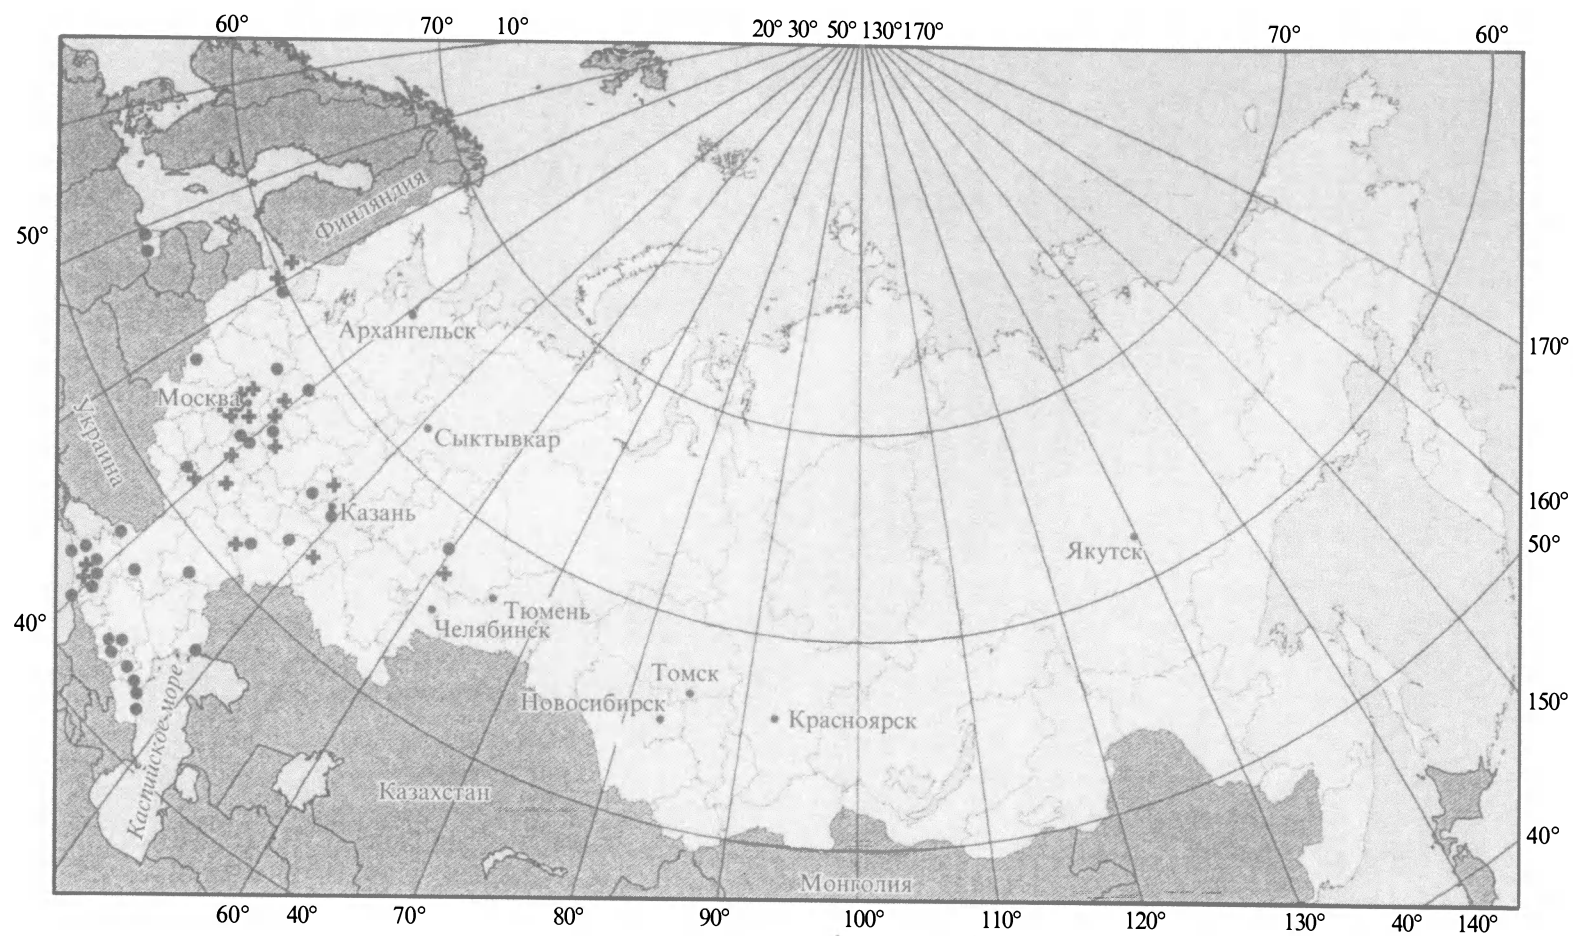 60° 70° 10° 20° 30° 50° 130° 170° 70° 60°
50°
Финляндия
Архангельск
170°
Москва
Украина
Сыктывкар
160°
Казань
50°
Якутск
Тюмень
40°
Челябинск
Томск
Новосибирск
150°
Красноярск
Каспийское море
Казахстан
40°
Монголия
60° 40° 70° 80° 90° 100° 110° 120° 130° 40° 140°